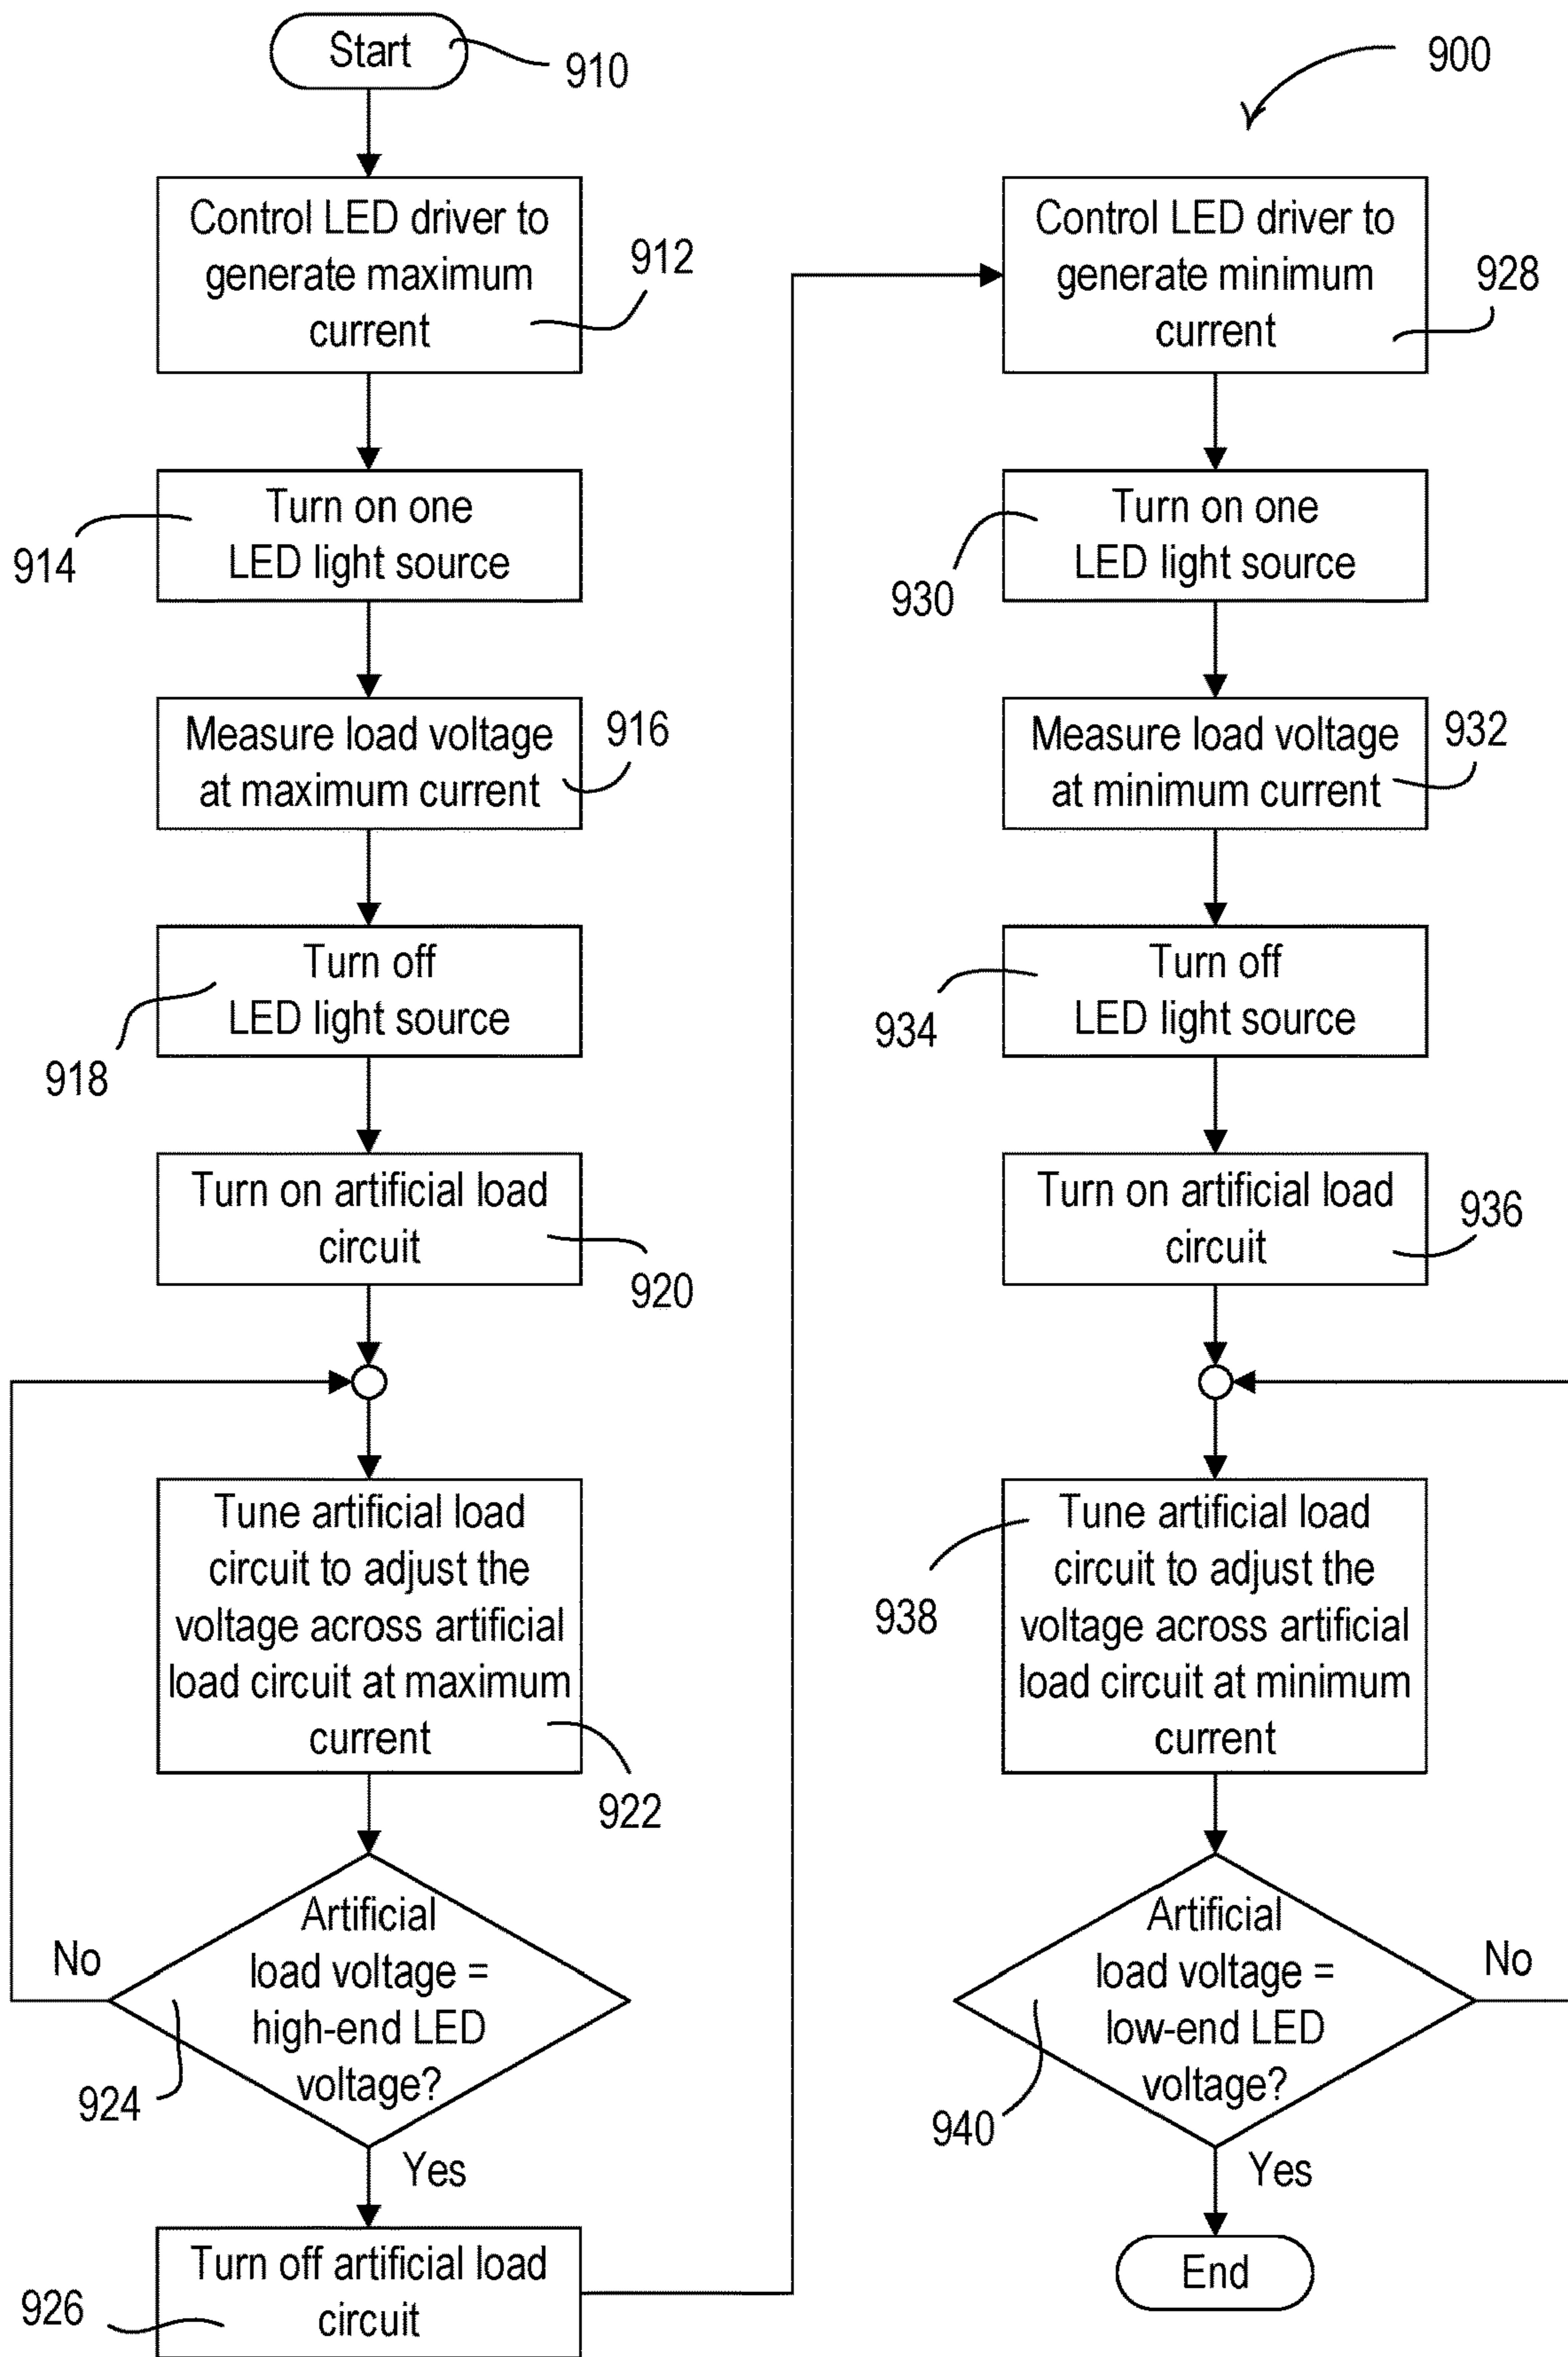 Start
910
900
Control LED driver to
generate maximum
current
912
Turn on one
LED light source
914
Measure load voltage
at maximum current
916
Turn off
LED light source
918
Turn on artificial load
circuit
920
Tune artificial load
circuit to adjust the
voltage across artificial
load circuit at maximum
current
922
Artificial
load voltage =
high-end LED
voltage?
No
924
Yes
Turn off artificial load
circuit
926
Control LED driver to
generate minimum
current
928
Turn on one
LED light source
930
Measure load voltage
at minimum current
932
Turn off
LED light source
934
Turn on artificial load
circuit
936
Tune artificial load
circuit to adjust the
voltage across artificial
load circuit at minimum
current
938
Artificial
load voltage =
low-end LED
voltage?
No
940
Yes
End